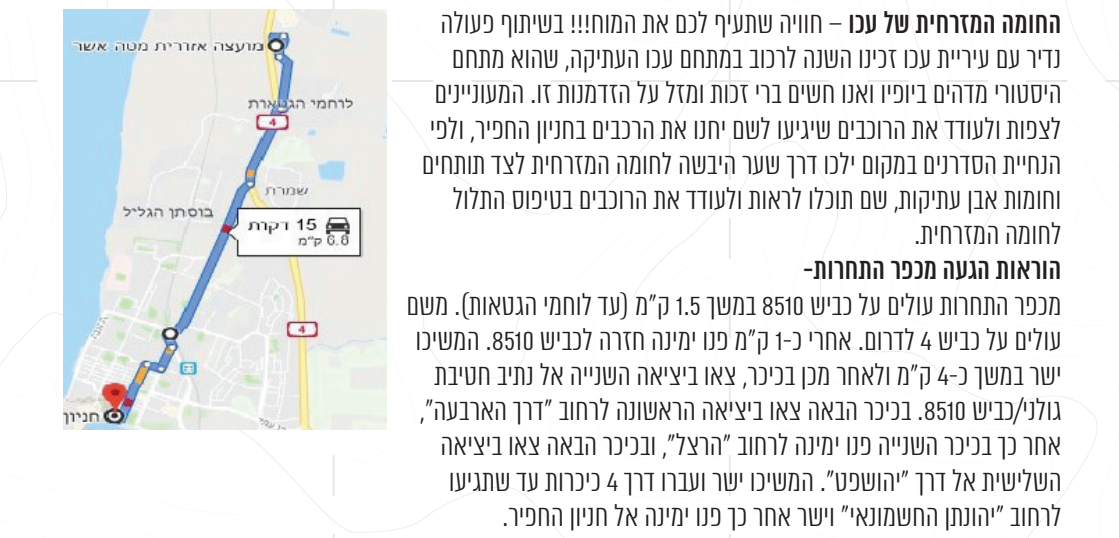 החומה המזרחית של עכו – חוויה שתעיף לכם את המוח!!! בשיתוף פעולה
נדיר עם עיריית עכו זכינו השנה לרכוב במתחם עכו העתיקה, שהוא מתחם
היסטורי מדהים ביופיו ואנו חשים ברי זכות ומזל על הזדמנות זו. המעוניינים
לצפות ולעודד את הרוכבים שיגיעו לשם יחנו את הרכבים בחניון החפיר, ולפי
הנחיית הסדרנים במקום ילכו דרך שער היבשה לחומה המזרחית לצד תותחים
וחומות אבן עתיקות, שם תוכלו לראות ולעודד את הרוכבים בטיפוס התלול
לחומה המזרחית.
הוראות הגעה מכפר התחרות-
מכפר התחרות עולים על כביש 8510 במשך 1.5 ק"מ (עד לוחמי הגטאות). משם
עולים על כביש 4 לדרום. אחרי כ-1 ק"מ פנו ימינה חזרה לכביש 8510. המשיכו
ישר במשך כ-4 ק"מ ולאחר מכן בכיכר, צאו ביציאה השנייה אל נתיב חטיבת
גולני/כביש 8510. בכיכר הבאה צאו ביציאה הראשונה לרחוב "דרך הארבעה",
אחר כך בכיכר השנייה פנו ימינה לרחוב "הרצל", ובכיכר הבאה צאו ביציאה
השלישית אל דרך "יהושפט". המשיכו ישר ועברו דרך 4 כיכרות עד שתגיעו
לרחוב "יהונתן החשמונאי" וישר אחר כך פנו ימינה אל חניון החפיר.
מועצה אזורית מטה אשר
לוחמי הגטאות
4
שמרת
בוסתן הגליל
15 דקות
6.8 ק"מ
4
חניון